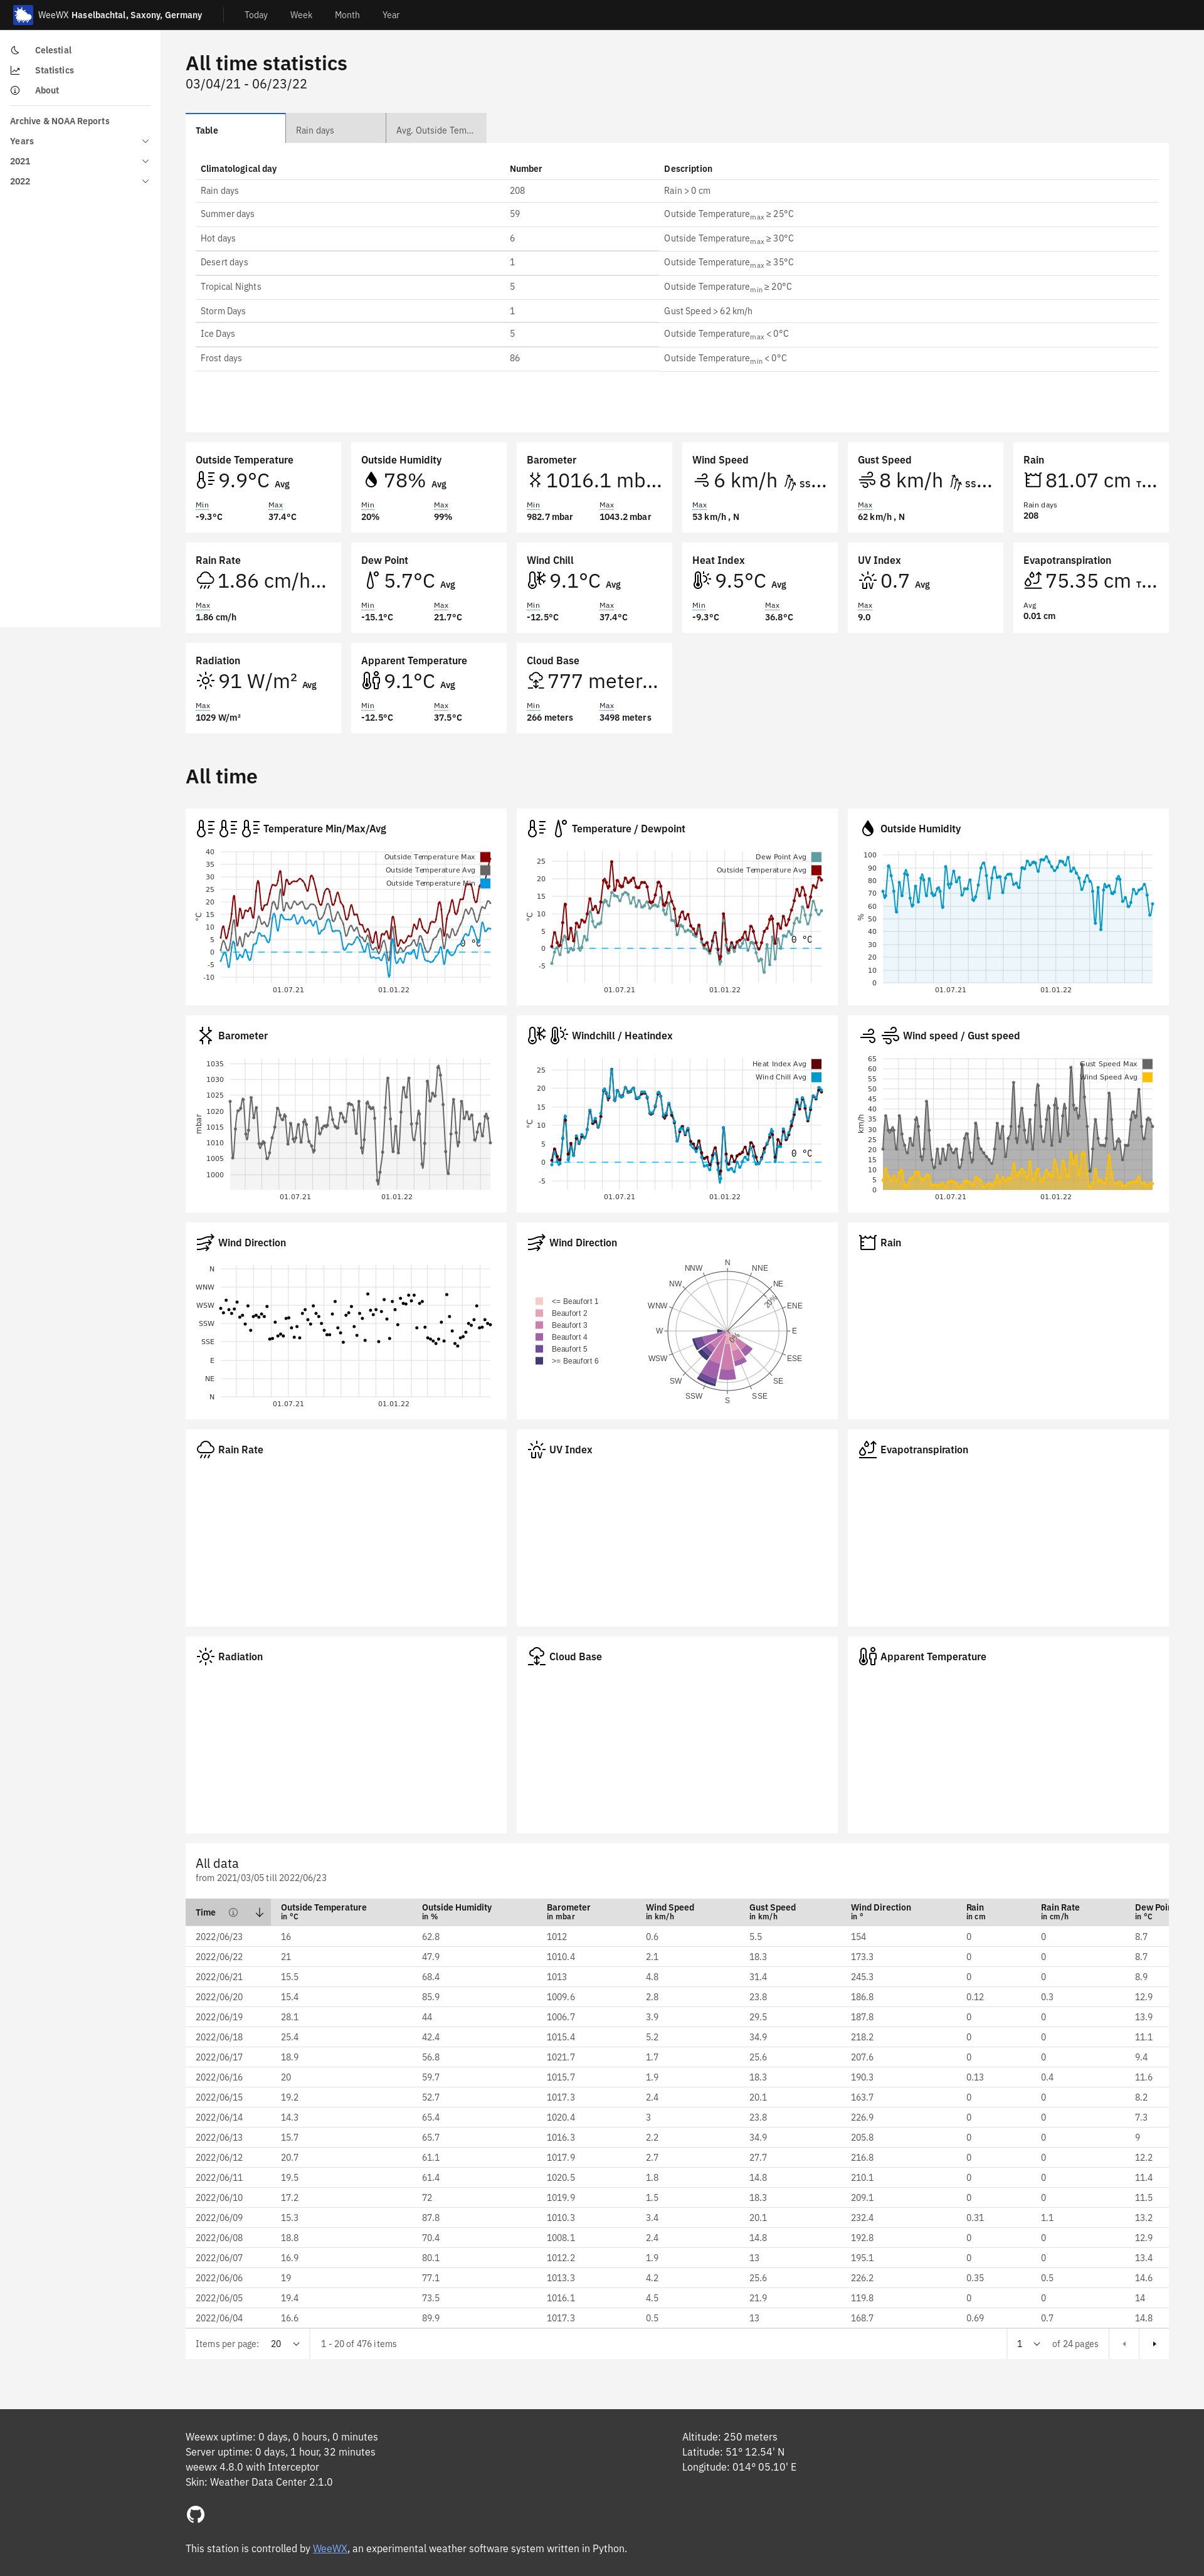 WeeWX Haselbachtal, Saxony, Germany Today Week Month Year
Celestial
Statistics
About
Archive & NOAA Reports
Years
2021
2022
All time statistics
03/04/21 - 06/23/22
Table Rain days Avg. Outside Tem...
Climatological day Number Description
Rain days 208 Rain > 0 cm
Summer days 59 Outside Temperature max ≥ 25°C
Hot days 6 Outside Temperature max ≥ 30°C
Desert days 1 Outside Temperature max ≥ 35°C
Tropical Nights 5 Outside Temperature min ≥ 20°C
Storm Days 1 Gust Speed > 62 km/h
Ice Days 5 Outside Temperature max < 0°C
Frost days 86 Outside Temperature min < 0°C
Outside Temperature
9.9°C Avg
Min Max
-9.3°C 37.4°C
Outside Humidity
78% Avg
Min Max
20% 99%
Barometer
1016.1 mb...
Min Max
982.7 mbar 1043.2 mbar
Wind Speed
6 km/h SS...
Max
53 km/h , N
Gust Speed
8 km/h SS...
Max
62 km/h , N
Rain
81.07 cm T...
Rain days
208
Rain Rate
1.86 cm/h...
Max
1.86 cm/h
Dew Point
5.7°C Avg
Min Max
-15.1°C 21.7°C
Wind Chill
9.1°C Avg
Min Max
-12.5°C 37.4°C
Heat Index
9.5°C Avg
Min Max
-9.3°C 36.8°C
UV Index
0.7 Avg
Max
9.0
Evapotranspiration
75.35 cm T...
Avg
0.01 cm
Radiation
91 W/m² Avg
Max
1029 W/m²
Apparent Temperature
9.1°C Avg
Min Max
-12.5°C 37.5°C
Cloud Base
777 meter...
Min Max
266 meters 3498 meters
All time
Temperature Min/Max/Avg
Outside Temperature Max
Outside Temperature Avg
Outside Temperature Min
°C
40
35
30
25
20
15
10
5
0
-5
-10
0 °C
01.07.21 01.01.22
Temperature / Dewpoint
Dew Point Avg
Outside Temperature Avg
°C
25
20
15
10
5
0
-5
0 °C
01.07.21 01.01.22
Outside Humidity
%
100
90
80
70
60
50
40
30
20
10
0
01.07.21 01.01.22
Barometer
mbar
1035
1030
1025
1020
1015
1010
1005
1000
01.07.21 01.01.22
Windchill / Heatindex
Heat Index Avg
Wind Chill Avg
°C
25
20
15
10
5
0
-5
0 °C
01.07.21 01.01.22
Wind speed / Gust speed
Gust Speed Max
Wind Speed Avg
km/h
65
60
55
50
45
40
35
30
25
20
15
10
5
0
01.07.21 01.01.22
Wind Direction
N
WNW
WSW
SSW
SSE
E
NE
N
01.07.21 01.01.22
Wind Direction
<= Beaufort 1
Beaufort 2
Beaufort 3
Beaufort 4
Beaufort 5
>= Beaufort 6
N
NNE
NE
ENE
E
ESE
SE
SSE
S
SSW
SW
WSW
W
WNW
NW
NNW
20%
0%
Rain
Rain Rate
UV Index
Evapotranspiration
Radiation
Cloud Base
Apparent Temperature
All data
from 2021/03/05 till 2022/06/23
Time Outside Temperature Outside Humidity Barometer Wind Speed Gust Speed Wind Direction Rain Rain Rate Dew Poin
in °C in % in mbar in km/h in km/h in ° in cm in cm/h in °C
2022/06/23 16 62.8 1012 0.6 5.5 154 0 0 8.7
2022/06/22 21 47.9 1010.4 2.1 18.3 173.3 0 0 8.7
2022/06/21 15.5 68.4 1013 4.8 31.4 245.3 0 0 8.9
2022/06/20 15.4 85.9 1009.6 2.8 23.8 186.8 0.12 0.3 12.9
2022/06/19 28.1 44 1006.7 3.9 29.5 187.8 0 0 13.9
2022/06/18 25.4 42.4 1015.4 5.2 34.9 218.2 0 0 11.1
2022/06/17 18.9 56.8 1021.7 1.7 25.6 207.6 0 0 9.4
2022/06/16 20 59.7 1015.7 1.9 18.3 190.3 0.13 0.4 11.6
2022/06/15 19.2 52.7 1017.3 2.4 20.1 163.7 0 0 8.2
2022/06/14 14.3 65.4 1020.4 3 23.8 226.9 0 0 7.3
2022/06/13 15.7 65.7 1016.3 2.2 34.9 205.8 0 0 9
2022/06/12 20.7 61.1 1017.9 2.7 27.7 216.8 0 0 12.2
2022/06/11 19.5 61.4 1020.5 1.8 14.8 210.1 0 0 11.4
2022/06/10 17.2 72 1019.9 1.5 18.3 209.1 0 0 11.5
2022/06/09 15.3 87.8 1010.3 3.4 20.1 232.4 0.31 1.1 13.2
2022/06/08 18.8 70.4 1008.1 2.4 14.8 192.8 0 0 12.9
2022/06/07 16.9 80.1 1012.2 1.9 13 195.1 0 0 13.4
2022/06/06 19 77.1 1013.3 4.2 25.6 226.2 0.35 0.5 14.6
2022/06/05 19.4 73.5 1016.1 4.5 21.9 119.8 0 0 14
2022/06/04 16.6 89.9 1017.3 0.5 13 168.7 0.69 0.7 14.8
Items per page: 20 1 - 20 of 476 items 1 of 24 pages
Weewx uptime: 0 days, 0 hours, 0 minutes
Server uptime: 0 days, 1 hour, 32 minutes
weewx 4.8.0 with Interceptor
Skin: Weather Data Center 2.1.0
Altitude: 250 meters
Latitude: 51° 12.54' N
Longitude: 014° 05.10' E
This station is controlled by WeeWX, an experimental weather software system written in Python.